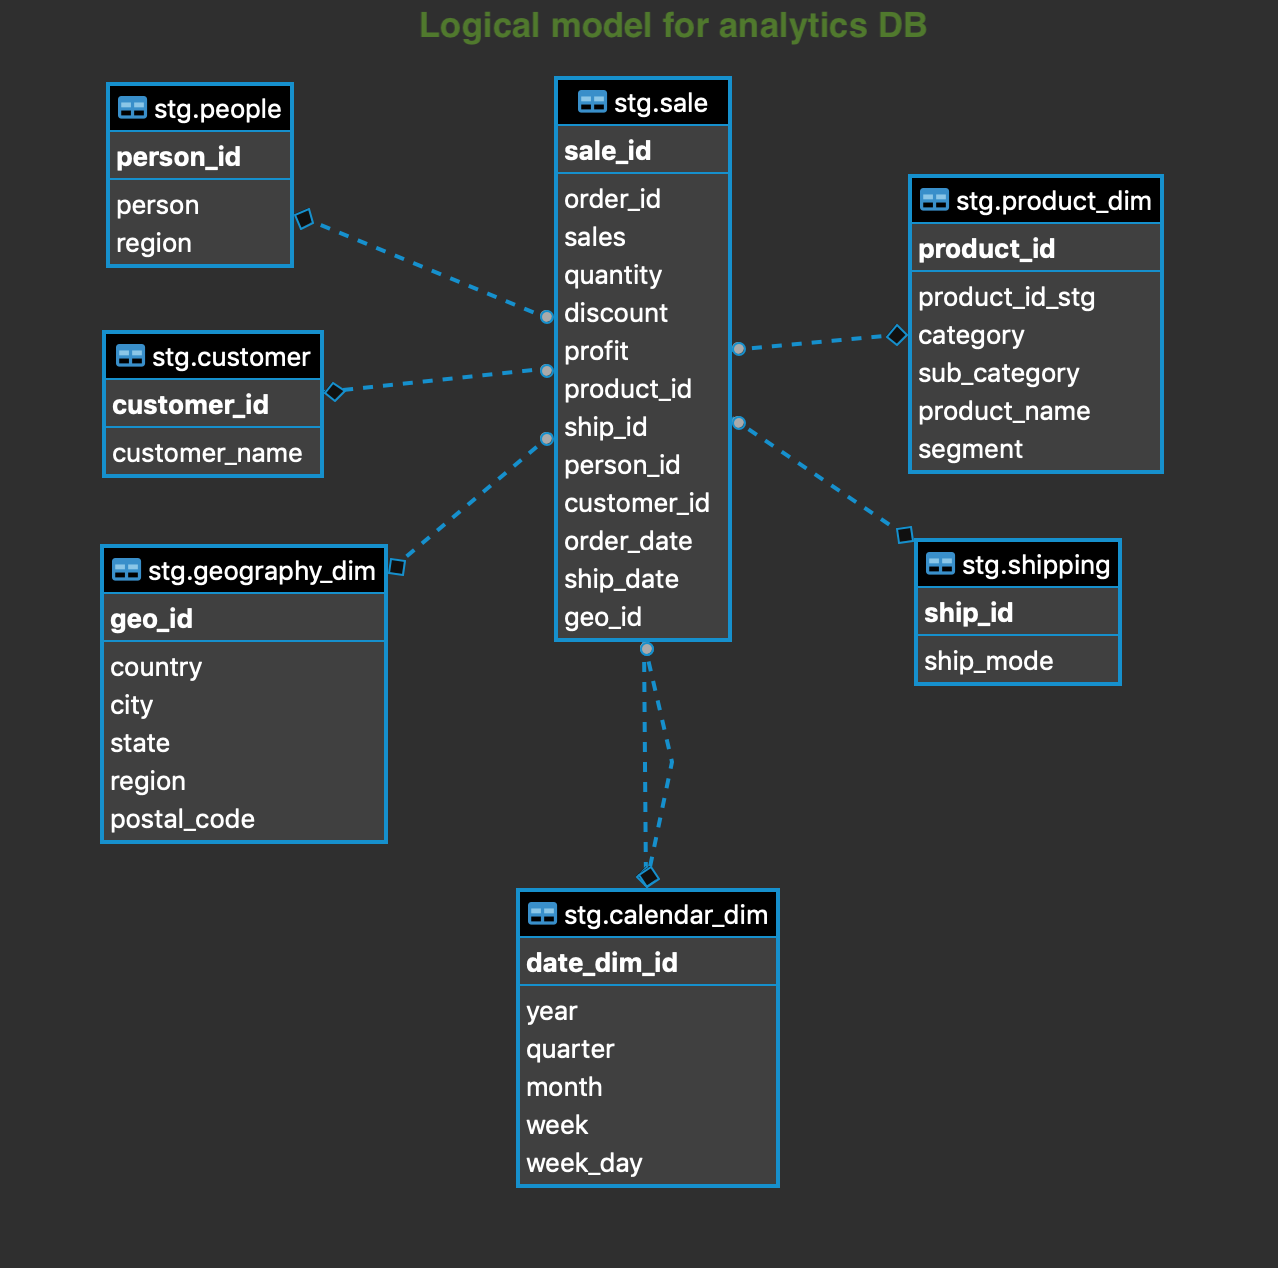 Logical model for analytics DB
stg.people
person_id
person
region
stg.customer
customer_id
customer_name
stg.geography_dim
geo_id
country
city
state
region
postal_code
stg.sale
sale_id
order_id
sales
quantity
discount
profit
product_id
ship_id
person_id
customer_id
order_date
ship_date
geo_id
stg.product_dim
product_id
product_id_stg
category
sub_category
product_name
segment
stg.shipping
ship_id
ship_mode
stg.calendar_dim
date_dim_id
year
quarter
month
week
week_day